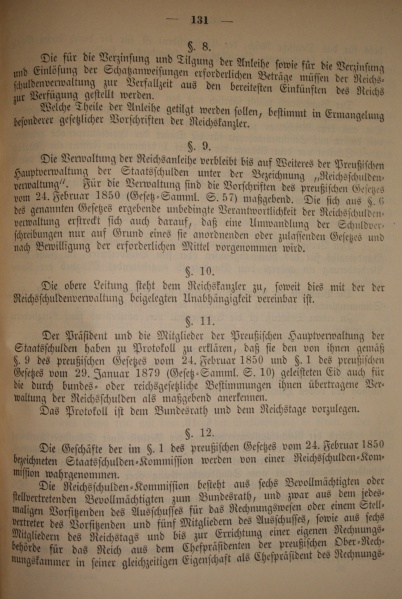 — 131 —
§. 8.
Die für die Verzinsung und Tilgung der Anleihe sowie für die Verzinsung
und Einlösung der Schatzanweisungen erforderlichen Beträge müssen der Reichs-
schuldenverwaltung zur Verfallzeit aus den bereitesten Einkünften des Reichs
zur Verfügung gestellt werden.
Welche Theile der Anleihe getilgt werden sollen, bestimmt in Ermangelung
besonderer gesetzlicher Vorschriften der Reichskanzler.
§. 9.
Die Verwaltung der Reichsanleihe verbleibt bis auf Weiteres der Preußischen
Hauptverwaltung der Staatsschulden unter der Bezeichnung „Reichsschulden-
verwaltung“. Für die Verwaltung sind die Vorschriften des preußischen Gesetzes
vom 24. Februar 1850 (Gesetz-Samml. S. 57) maßgebend. Die sich aus §. 6
des genannten Gesetzes ergebende unbedingte Verantwortlichkeit der Reichsschulden-
verwaltung erstreckt sich auch darauf, daß eine Umwandlung der Schuldver-
schreibungen nur auf Grund eines sie anordnenden oder zulassenden Gesetzes und
nach Bewilligung der erforderlichen Mittel vorgenommen wird.
§. 10.
Die obere Leitung steht dem Reichskanzler zu, soweit dies mit der der
Reichsschuldenverwaltung beigelegten Unabhängigkeit vereinbar ist.
§. 11.
Der Präsident und die Mitglieder der Preußischen Hauptverwaltung der
Staatsschulden haben zu Protokoll zu erklären, daß sie den von ihnen gemäß
§. 9 des preußischen Gesetzes vom 24. Februar 1850 und §. 1 des preußischen
Gesetzes vom 29. Januar 1879 (Gesetz-Samml. S. 10) geleisteten Eid auch für
die durch bundes- oder reichsgesetzliche Bestimmungen ihnen übertragene Ver-
waltung der Reichsschulden als maßgebend anerkennen.
Das Protokoll ist dem Bundesrath und dem Reichstage vorzulegen.
§. 12.
Die Geschäfte der im §. 1 des preußischen Gesetzes vom 24. Februar 1850
bezeichneten Staatsschulden-Kommission werden von einer Reichsschulden-Kom-
mission wahrgenommen.
Die Reichsschulden-Kommission besteht aus sechs Bevollmächtigten oder
stellvertretenden Bevollmächtigten zum Bundesrath, und zwar aus dem jedes-
maligen Vorsitzenden des Ausschusses für das Rechnungswesen oder einem Stell-
vertreter des Vorsitzenden und fünf Mitgliedern des Ausschusses, sowie aus sechs
Mitgliedern des Reichstags und bis zur Errichtung einer eigenen Rechnungs-
behörde für das Reich aus dem Chefpräsidenten der preußischen Ober-Rech-
nungskammer in seiner gleichzeitigen Eigenschaft als Chefpräsident des Rechnungs-